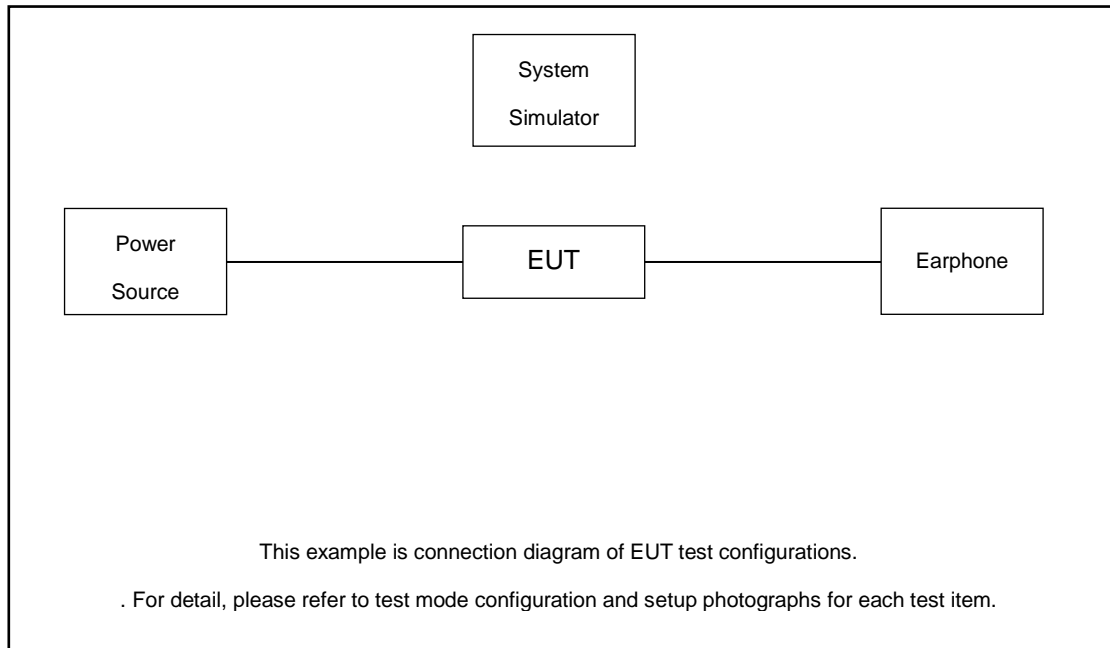 System
Simulator
Power
Source
EUT
Earphone
This example is connection diagram of EUT test configurations.
. For detail, please refer to test mode configuration and setup photographs for each test item.